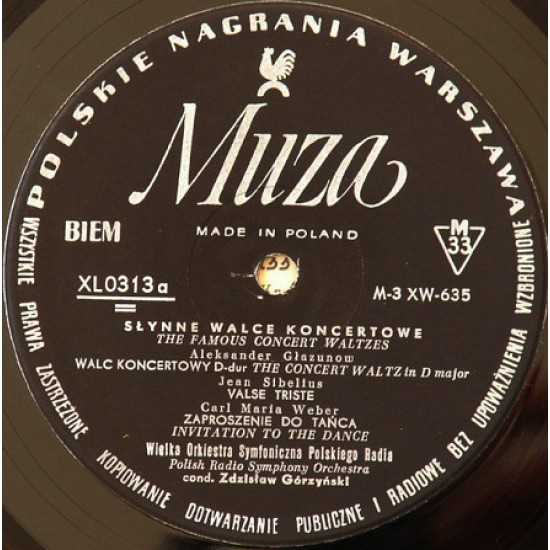 POLSKIE NAGRANIA WARSZAWA
Muza
MADE IN POLAND
BIEM
M
33
XL0313a
33
M-3 XW-635
SŁYNNE WALCE KONCERTOWE
THE FAMOUS CONCERT WALTZES
Aleksander Głazunow
WALC KONCERTOWY D-dur THE CONCERT WALTZ in D major
Jean Sibelius
VALSE TRISTE
Carl Maria Weber
ZAPROSZENIE DO TAŃCA
INVITATION TO THE DANCE
Wielka Orkiestra Symfoniczna Polskiego Radia
Polish Radio Symphony Orchestra
cond. Zdzisław Górzyński
WSZYSTKIE PRAWA ZASTRZEŻONE KOPIOWANIE ODTWARZANIE PUBLICZNE I RADIOWE BEZ UPOWAŻNIENIA WZBRONIONE